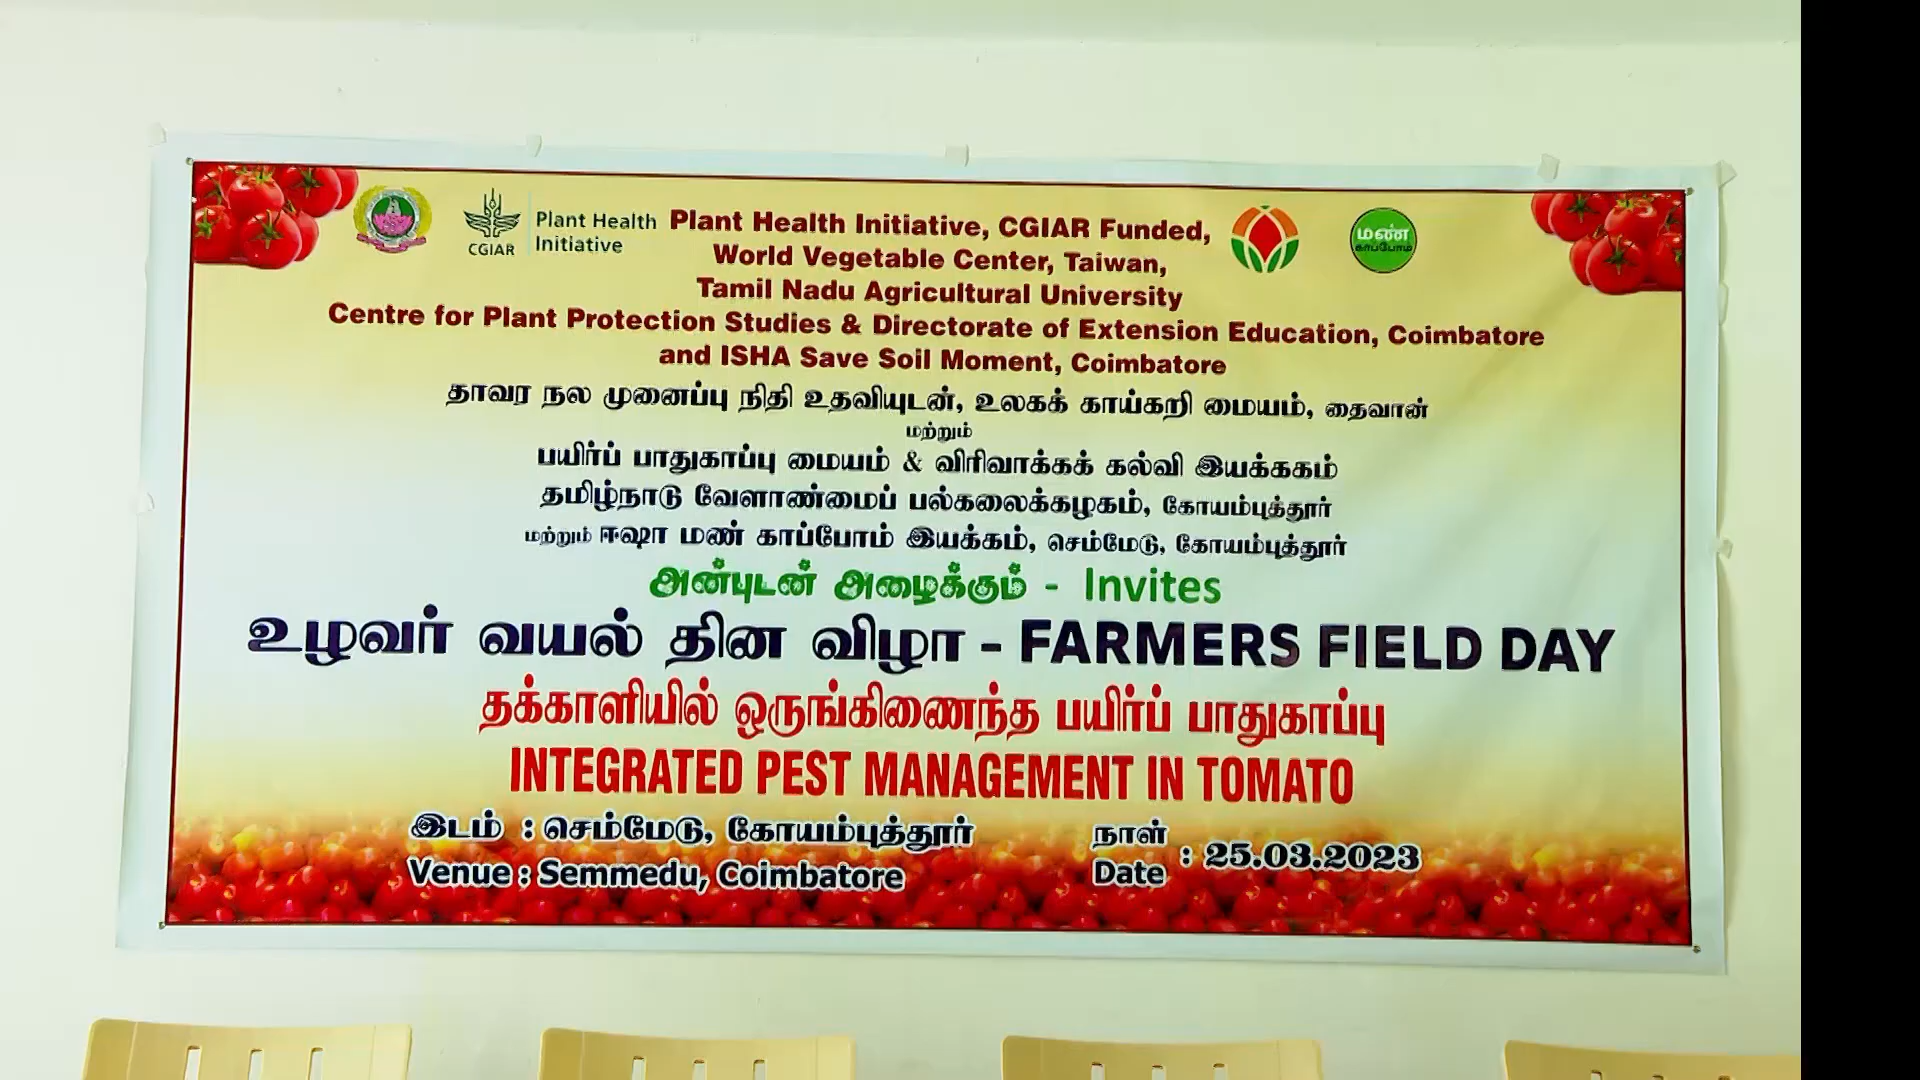 CGIAR
Plant Health
Initiative
மண்
காப்போம்
Plant Health Initiative, CGIAR Funded,
World Vegetable Center, Taiwan,
Tamil Nadu Agricultural University
Centre for Plant Protection Studies & Directorate of Extension Education, Coimbatore
and ISHA Save Soil Moment, Coimbatore
தாவர நல முனைப்பு நிதி உதவியுடன், உலகக் காய்கறி மையம், தைவான்
மற்றும்
பயிர்ப் பாதுகாப்பு மையம் & விரிவாக்கக் கல்வி இயக்ககம்
தமிழ்நாடு வேளாண்மைப் பல்கலைக்கழகம், கோயம்புத்தூர்
மற்றும் ஈஷா மண் காப்போம் இயக்கம், செம்மேடு, கோயம்புத்தூர்
அன்புடன் அழைக்கும் - Invites
உழவர் வயல் தின விழா - FARMERS FIELD DAY
தக்காளியில் ஒருங்கிணைந்த பயிர்ப் பாதுகாப்பு
INTEGRATED PEST MANAGEMENT IN TOMATO
இடம் : செம்மேடு, கோயம்புத்தூர்
Venue : Semmedu, Coimbatore
நாள்
Date : 25.03.2023